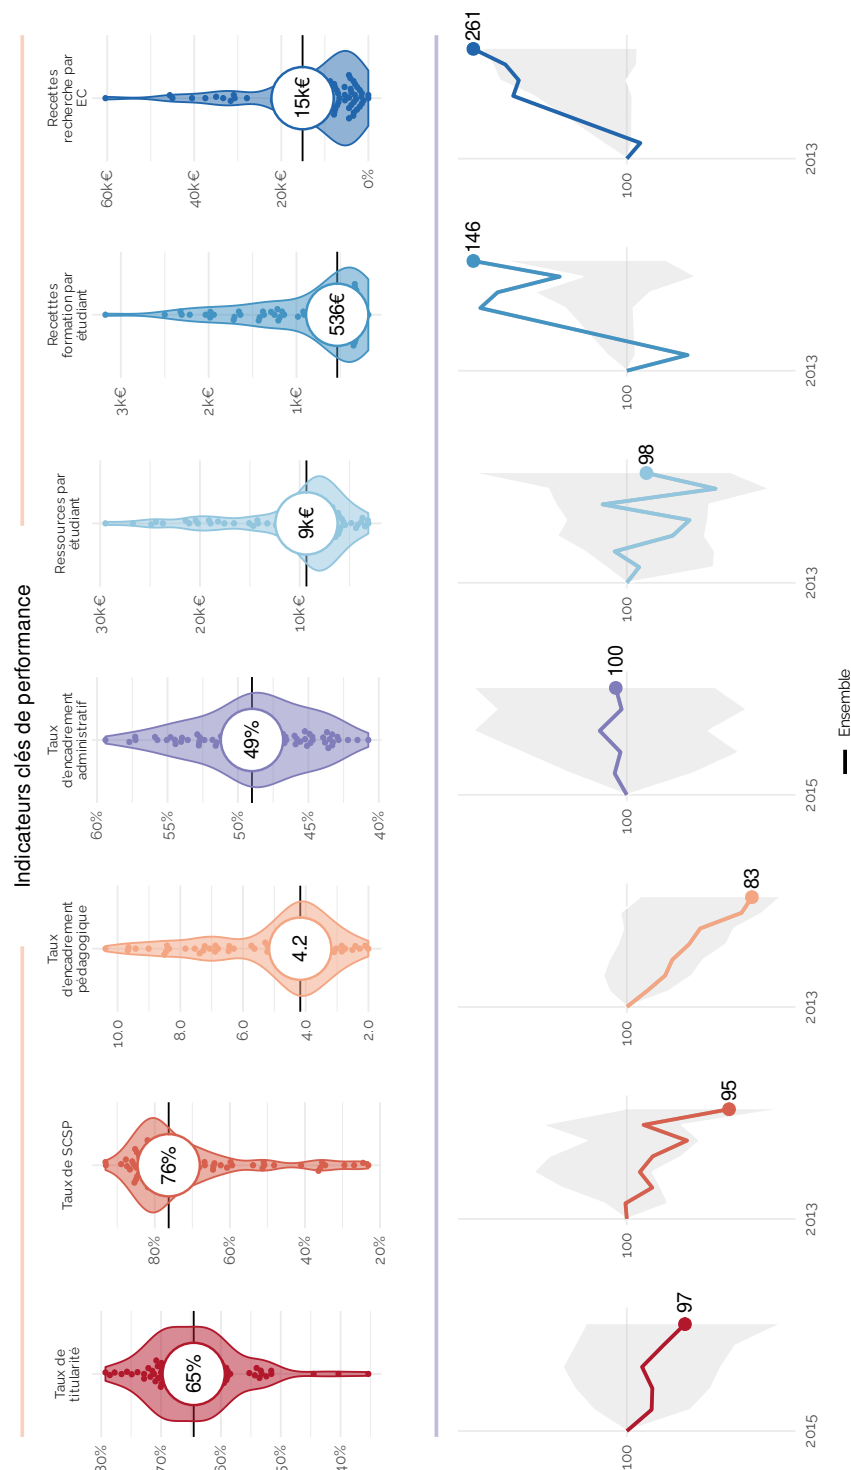 Indicateurs clés de performance
Taux de
titularité
80%
70%
60%
50%
40%
65%
Taux de SCSP
80%
60%
40%
20%
76%
Taux
d'encadrement
pédagogique
10.0
8.0
6.0
4.0
2.0
4.2
Taux
d'encadrement
administratif
60%
55%
50%
45%
40%
49%
Ressources par
étudiant
30k€
20k€
10k€
9k€
Recetttes
formation par
étudiant
3k€
2k€
1k€
536€
Recettes
recherche par
EC
60k€
40k€
20k€
0%
15k€
97
100
2015
95
100
2013
83
100
2013
100
100
2015
98
100
2013
146
100
2013
261
100
2013
Ensemble